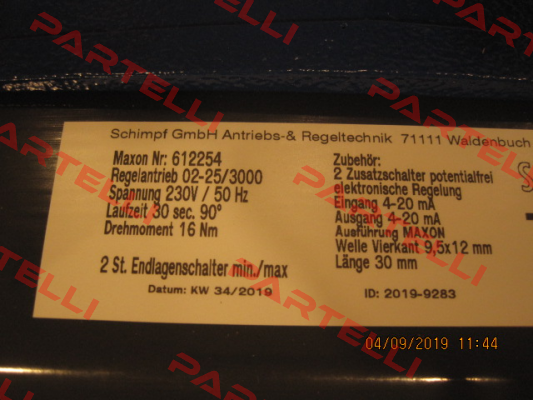 Schimpf GmbH Antriebs-& Regeltechnik 71111 Waldenbuch
Maxon Nr: 612254
Regelantrieb 02-25/3000
Spannung 230V / 50 Hz
Laufzeit 30 sec. 90°
Drehmoment 16 Nm
2 St. Endlagenschalter min./max
Datum: KW 34/2019
Zubehör:
2 Zusatzschalter potentialfrei
elektronische Regelung
Eingang 4-20 mA
Ausgang 4-20 mA
Ausführung MAXON
Welle Vierkant 9,5x12 mm
Länge 30 mm
ID: 2019-9283
04/09/2019 11:44
PARTELLI
PARTELLI
PARTELLI
PARTELLI
PARTELLI